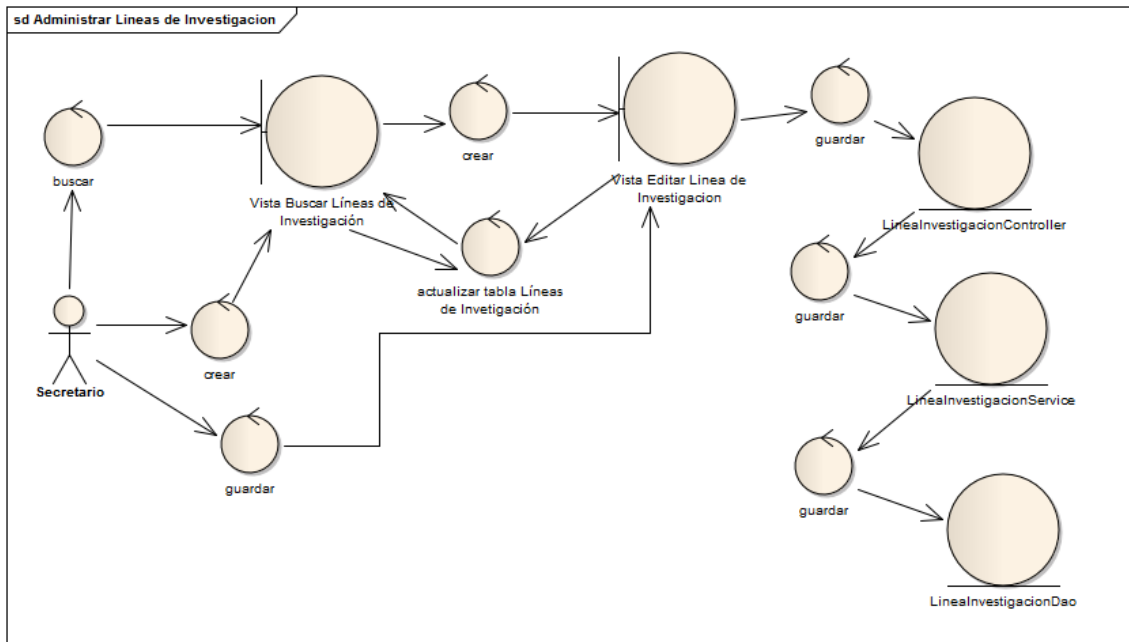 sd Administrar Lineas de Investigacion
buscar
Vista Buscar Líneas de
Investigación
crear
Vista Editar Linea de
Investigacion
guardar
LineaInvestigacionController
actualizar tabla Líneas
de Invetigación
guardar
Secretario
crear
LineaInvestigacionService
guardar
guardar
LineaInvestigacionDao